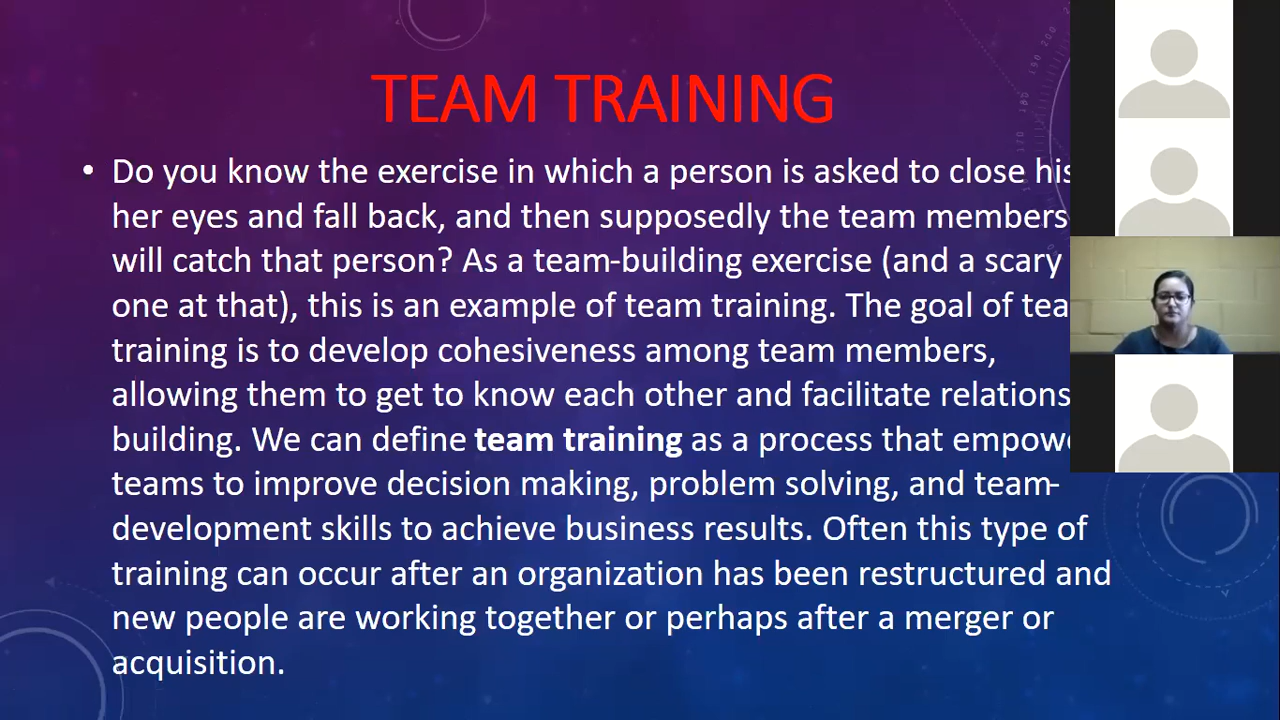 TEAM TRAINING
• Do you know the exercise in which a person is asked to close his
her eyes and fall back, and then supposedly the team members
will catch that person? As a team-building exercise (and a scary
one at that), this is an example of team training. The goal of tea
training is to develop cohesiveness among team members,
allowing them to get to know each other and facilitate relations
building. We can define team training as a process that empow
teams to improve decision making, problem solving, and team-
development skills to achieve business results. Often this type of
training can occur after an organization has been restructured and
new people are working together or perhaps after a merger or
acquisition.